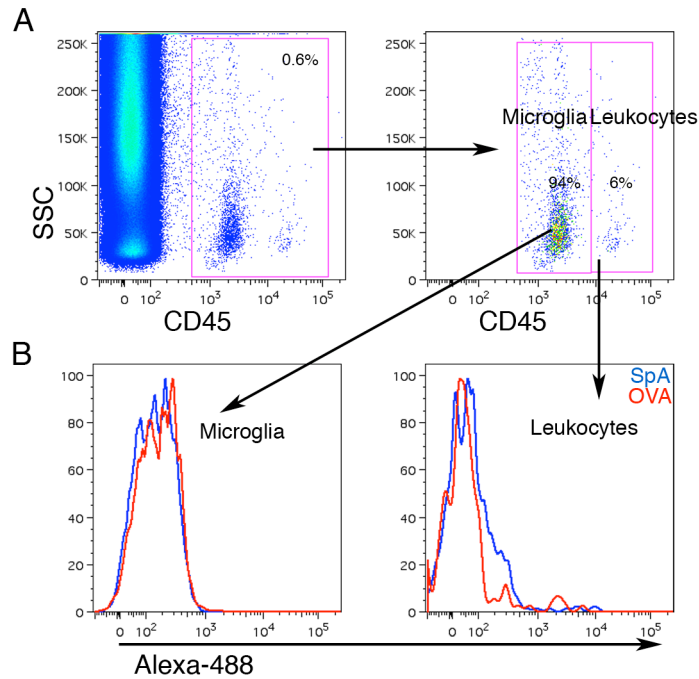 A
250K
200K
150K
100K
50K
0
SSC
0.6%
0 10² 10³ 10⁴ 10⁵
CD45
250K
200K
150K
100K
50K
0
Microglia Leukocytes
94% 6%
0 10² 10³ 10⁴ 10⁵
CD45
B
100
80
60
40
20
0
Microglia
0 10² 10³ 10⁴ 10⁵
100
80
60
40
20
0
SpA
OVA
Leukocytes
0 10² 10³ 10⁴ 10⁵
Alexa-488